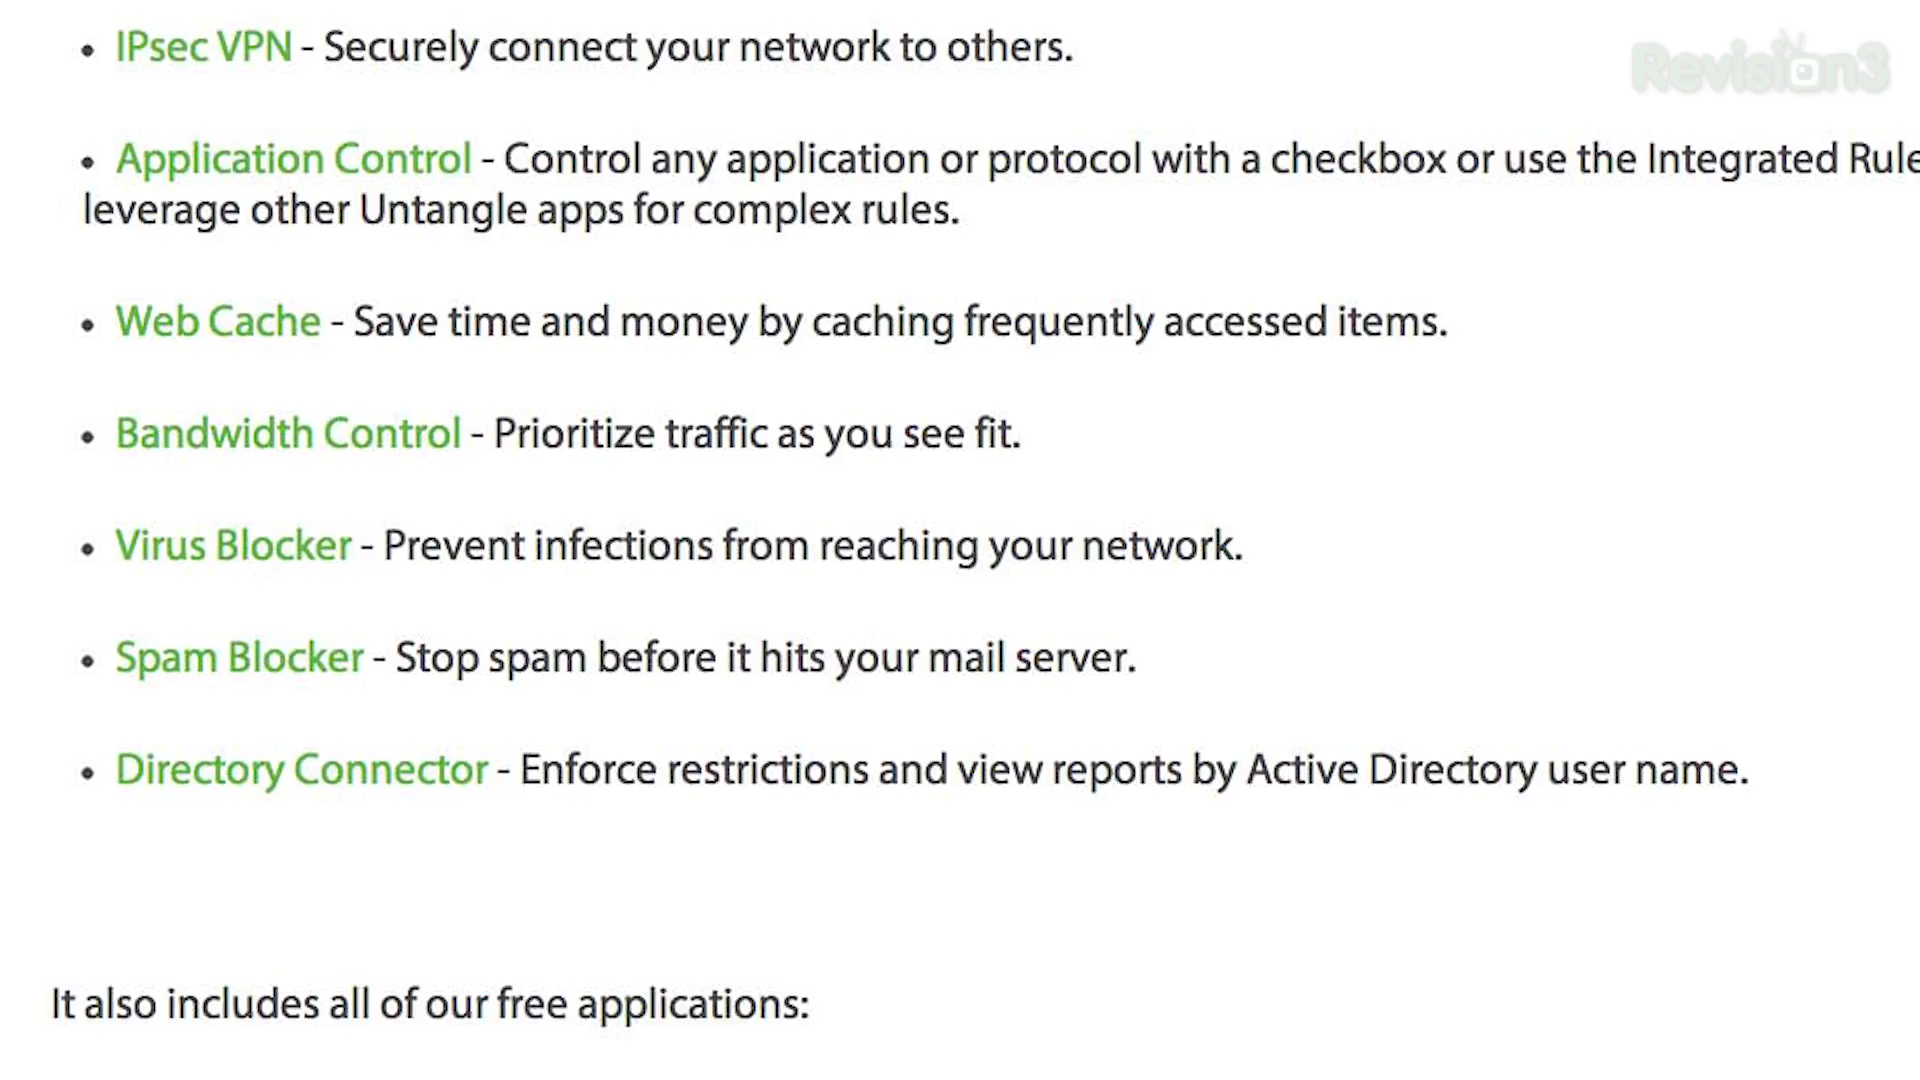 • IPsec VPN - Securely connect your network to others.
Revision3
• Application Control - Control any application or protocol with a checkbox or use the Integrated Rule
leverage other Untangle apps for complex rules.
• Web Cache - Save time and money by caching frequently accessed items.
• Bandwidth Control - Prioritize traffic as you see fit.
• Virus Blocker - Prevent infections from reaching your network.
• Spam Blocker - Stop spam before it hits your mail server.
• Directory Connector - Enforce restrictions and view reports by Active Directory user name.
It also includes all of our free applications: